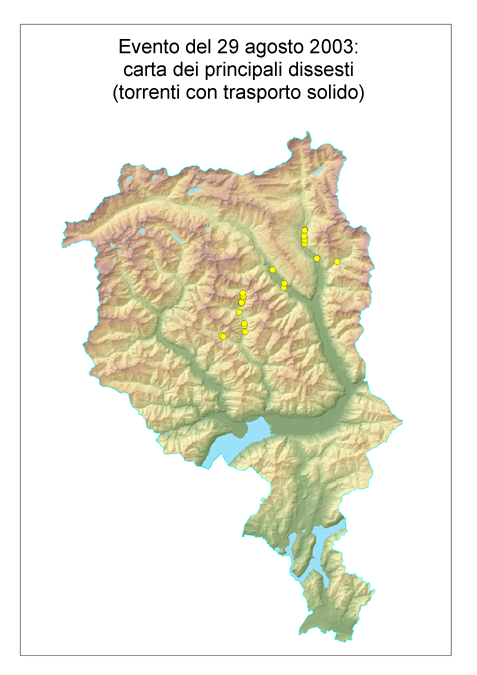 Evento del 29 agosto 2003:
carta dei principali dissesti
(torrenti con trasporto solido)